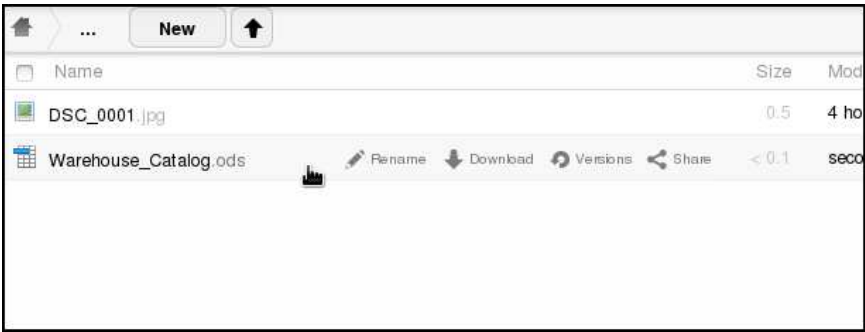 ... New
Name Size Mod
DSC_0001.jpg 0.5 4 ho
Warehouse_Catalog.ods Rename Download Versions Share < 0.1 seco